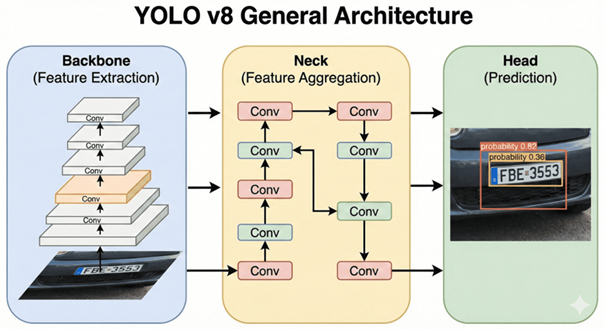 YOLO v8 General Architecture
Backbone
(Feature Extraction)
Conv
Conv
Conv
Conv
Conv
FBE-3553
Neck
(Feature Aggregation)
Conv
Conv
Conv
Conv
Conv
Conv
Conv
Conv
Conv
Conv
Head
(Prediction)
probability 0.82
probability 0.36
FBE-3553